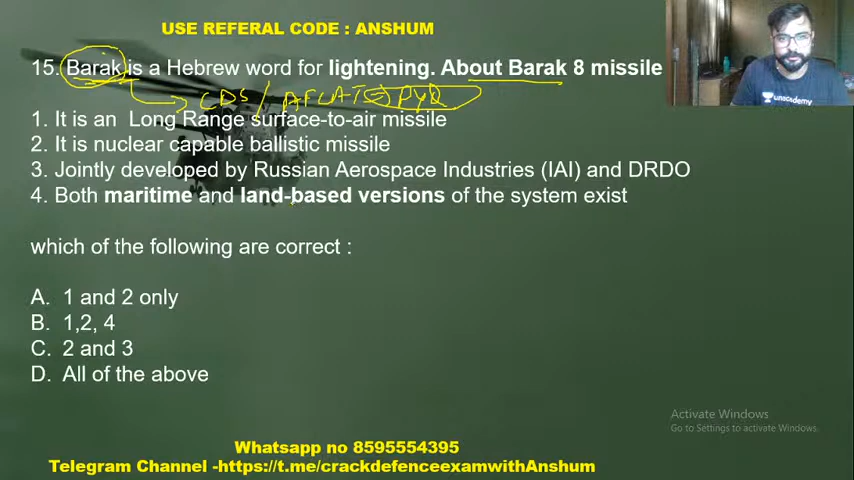 USE REFERAL CODE : ANSHUM
15. Barak is a Hebrew word for lightening. About Barak 8 missile
CDS / AFCAT PYQ
1. It is an Long Range surface-to-air missile
2. It is nuclear capable ballistic missile
3. Jointly developed by Russian Aerospace Industries (IAI) and DRDO
4. Both maritime and land-based versions of the system exist
which of the following are correct :
A. 1 and 2 only
B. 1,2, 4
C. 2 and 3
D. All of the above
unacademy
Activate Windows
Go to Settings to activate Windows.
Whatsapp no 8595554395
Telegram Channel -https://t.me/crackdefenceexamwithAnshum